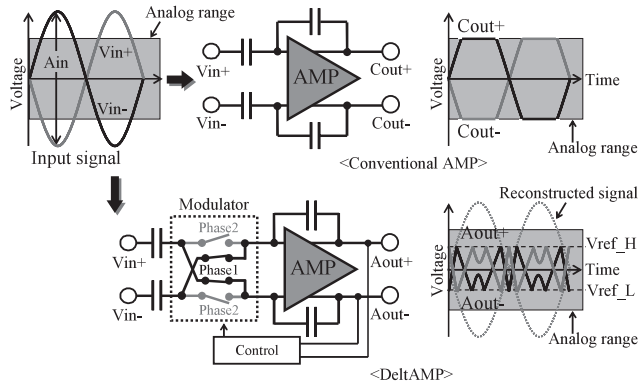 Analog range
Voltage
Ain
Vin+
Vin-
Input signal
Vin+
Vin-
AMP
Cout+
Cout-
<Conventional AMP>
Voltage
Cout+
Cout-
Time
Analog range
Modulator
Phase2
Phase1
Phase2
Vin+
Vin-
AMP
Aout+
Aout-
Control
<DeltAMP>
Reconstructed signal
Voltage
Aout+
Aout-
Vref_H
Time
Vref_L
Analog range